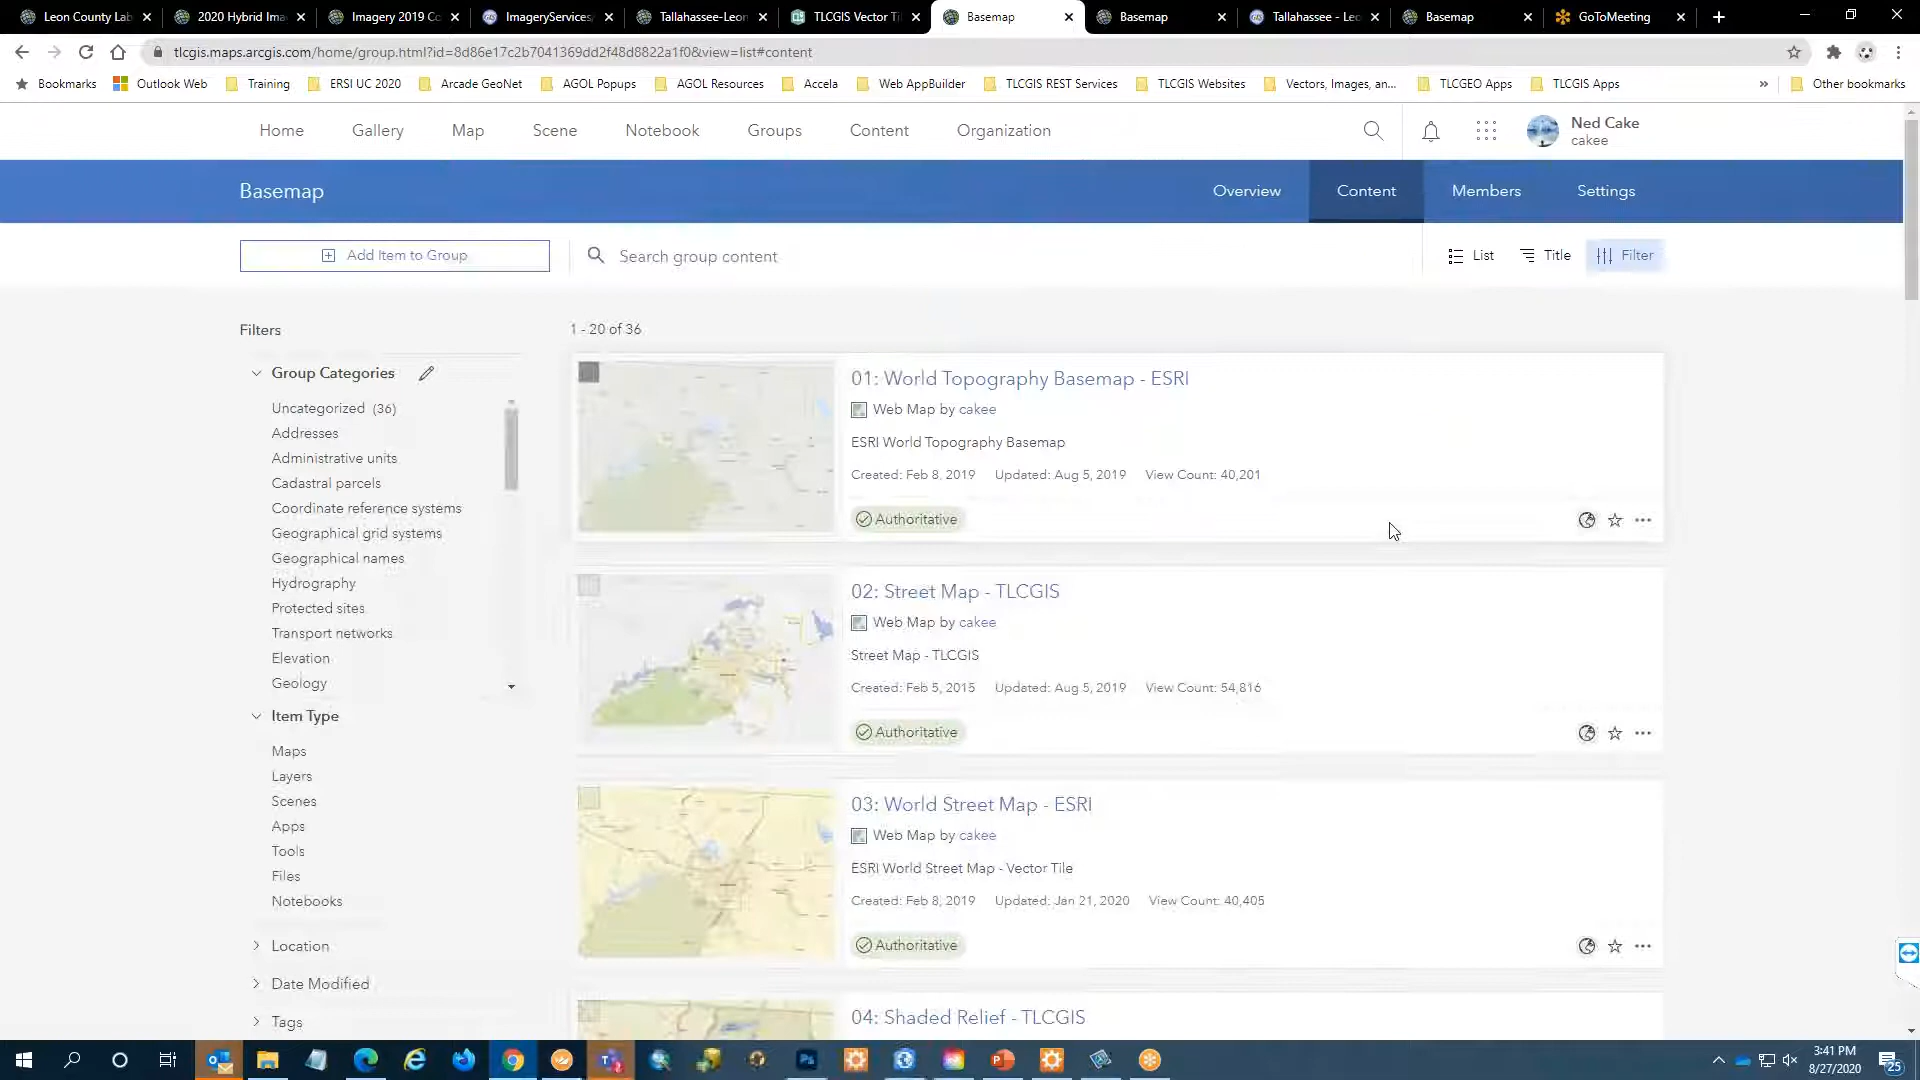 Leon County Lab
2020 Hybrid Ima
Imagery 2019 Co
ImageryServices/
Tallahassee-Leon
TLCGIS Vector Ti
Basemap
Basemap
Tallahassee - Leo
Basemap
GoToMeeting
tlcgis.maps.arcgis.com/home/group.html?id=8d86e17c2b7041369dd2f48d8822a1f0&view=list#content
Bookmarks
Outlook Web
Training
ERSI UC 2020
Arcade GeoNet
AGOL Popups
AGOL Resources
Accela
Web AppBuilder
TLCGIS REST Services
TLCGIS Websites
Vectors, Images, an...
TLCGEO Apps
TLCGIS Apps
»
Other bookmarks
Home
Gallery
Map
Scene
Notebook
Groups
Content
Organization
Ned Cake
cakee
Basemap
Overview
Content
Members
Settings
Add Item to Group
Search group content
List
Title
Filter
Filters
1 - 20 of 36
Group Categories
Uncategorized (36)
Addresses
Administrative units
Cadastral parcels
Coordinate reference systems
Geographical grid systems
Geographical names
Hydrography
Protected sites
Transport networks
Elevation
Geology
Item Type
Maps
Layers
Scenes
Apps
Tools
Files
Notebooks
Location
Date Modified
Tags
01: World Topography Basemap - ESRI
Web Map by cakee
ESRI World Topography Basemap
Created: Feb 8, 2019 Updated: Aug 5, 2019 View Count: 40,201
Authoritative
02: Street Map - TLCGIS
Web Map by cakee
Street Map - TLCGIS
Created: Feb 5, 2015 Updated: Aug 5, 2019 View Count: 54,816
Authoritative
03: World Street Map - ESRI
Web Map by cakee
ESRI World Street Map - Vector Tile
Created: Feb 8, 2019 Updated: Jan 21, 2020 View Count: 40,405
Authoritative
04: Shaded Relief - TLCGIS
3:41 PM
8/27/2020
25